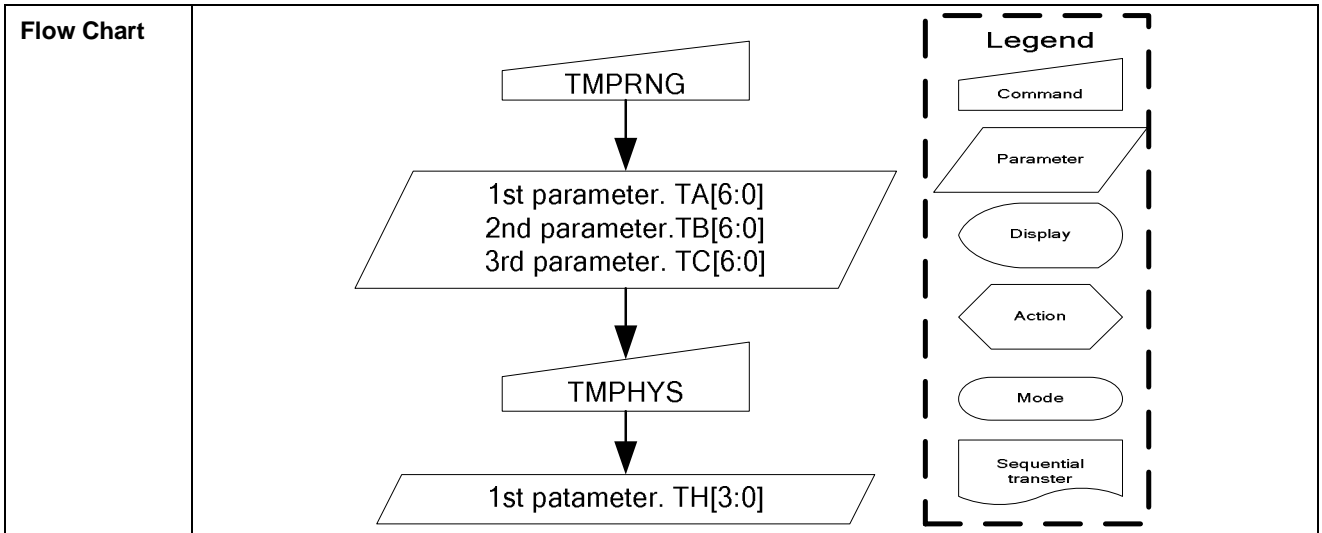 Flow Chart
TMPRNG
1st parameter. TA[6:0]
2nd parameter.TB[6:0]
3rd parameter. TC[6:0]
TMPHYS
1st patameter. TH[3:0]
Legend
Command
Parameter
Display
Action
Mode
Sequential
transter